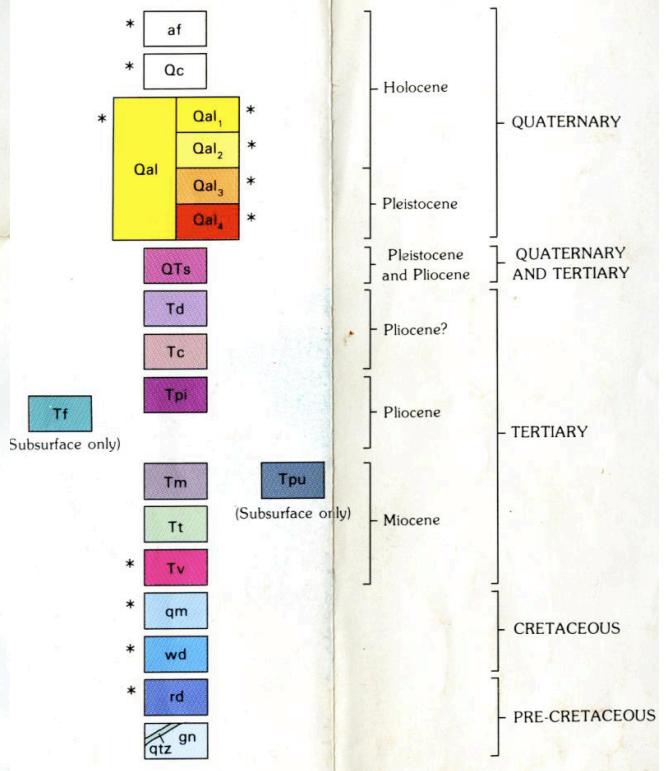 * af
* Qc
Holocene
* Qal Qal₁ *
QUATERNARY
Qal₂ *
Qal₃ *
Pleistocene
Qal₄ *
QTs
Pleistocene and Pliocene
QUATERNARY AND TERTIARY
Td
Pliocene?
Tc
Tpi
Pliocene
Tf
Subsurface only)
TERTIARY
Tm
Tpu
(Subsurface only)
Miocene
Tt
* Tv
* qm
CRETACEOUS
* wd
* rd
PRE-CRETACEOUS
gn
qtz